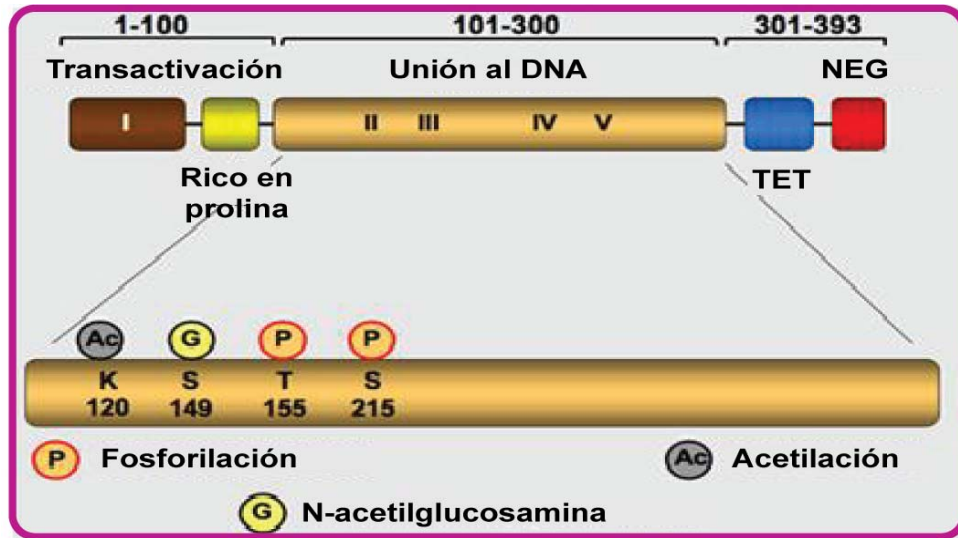 1-100 101-300 301-393
Transactivación Unión al DNA NEG
I II III IV V
Rico en TET
prolina
Ac G P P
K S T S
120 149 155 215
P Fosforilación Ac Acetilación
G N-acetilglucosamina